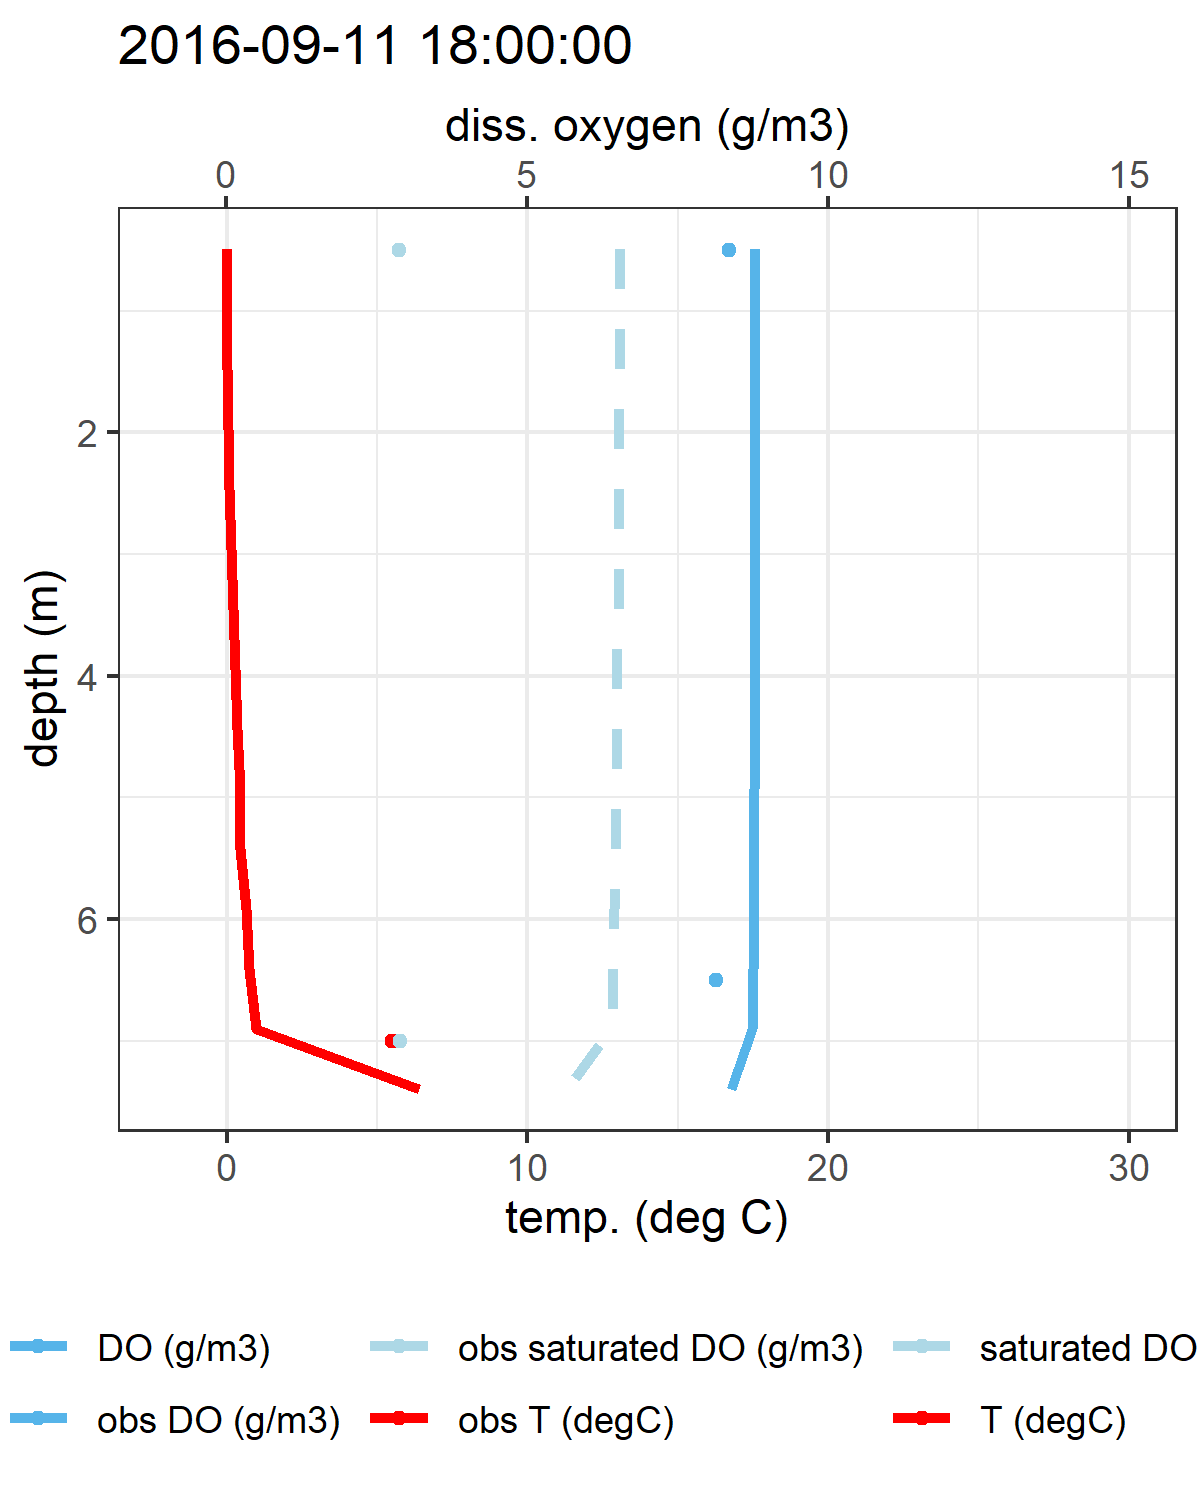 2016-09-11 18:00:00
diss. oxygen (g/m3)
0 5 10 15
2
4
6
depth (m)
0 10 20 30
temp. (deg C)
DO (g/m3) obs saturated DO (g/m3) saturated DO
obs DO (g/m3) obs T (degC) T (degC)